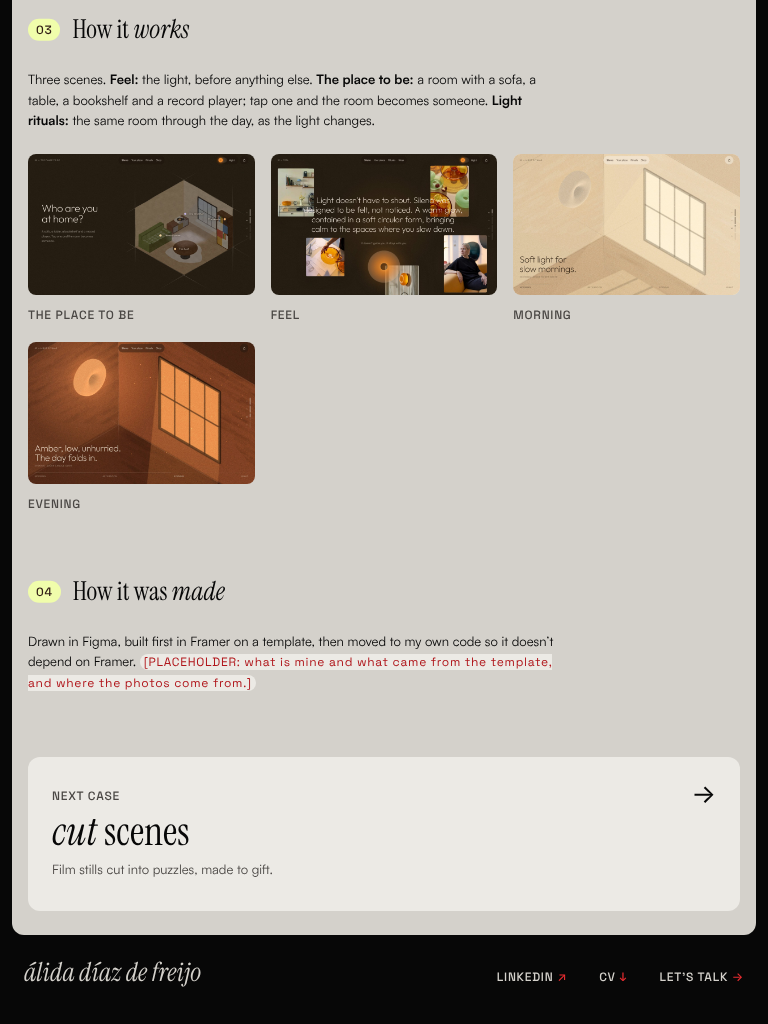 03 How it works
Three scenes. Feel: the light, before anything else. The place to be: a room with a sofa, a
table, a bookshelf and a record player; tap one and the room becomes someone. Light
rituals: the same room through the day, as the light changes.
Who are you
at home?
Light doesn't have to shout.
designed to be felt, not noticed. A warm glow,
contained in a soft circular form, bringing
calm to the spaces where you slow down.
Soft light for
slow mornings.
THE PLACE TO BE
FEEL
MORNING
Amber, low, unhurried.
The day folds in.
EVENING
04 How it was made
Drawn in Figma, built first in Framer on a template, then moved to my own code so it doesn't
depend on Framer. [PLACEHOLDER: what is mine and what came from the template,
and where the photos come from.]
NEXT CASE →
cut scenes
Film stills cut into puzzles, made to gift.
álida díaz de freijo
LINKEDIN ↗ CV ↓ LET'S TALK →